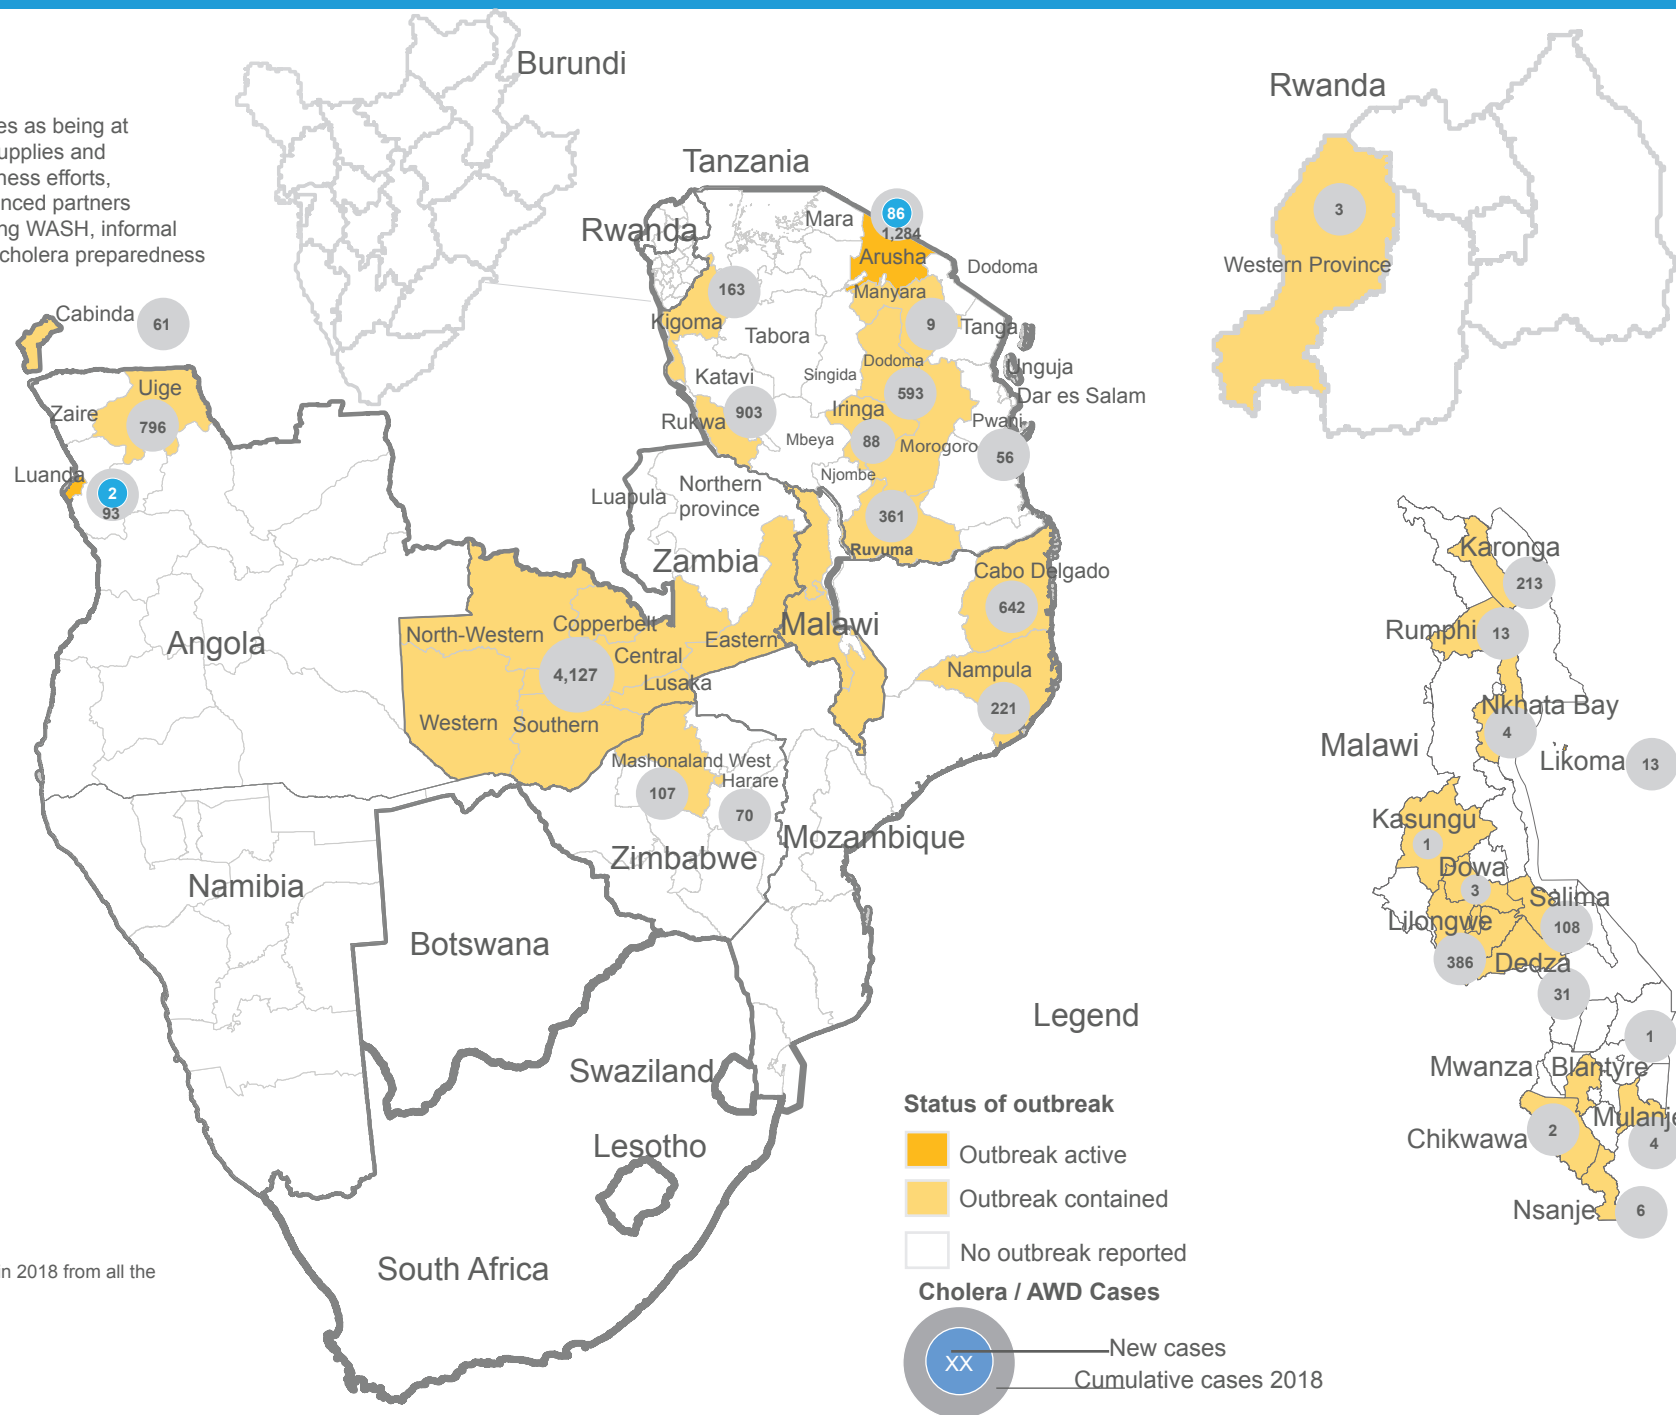 Burundi
es as being at
upplies and
ness efforts,
nced partners
ng WASH, informal
cholera preparedness
Rwanda
3
Western Province
Tanzania
Rwanda
Mara
86
1,284
Arusha
Dodoma
163
Manyara
Kigoma
9
Tanga
Tabora
Dodoma
Unguja
Katavi
Singida
593
Dar es Salam
Rukwa
903
Iringa
Pwani
Mbeya
88
Morogoro
56
Njombe
361
Ruvuma
Cabinda
61
Uige
Zaire
796
Luanda
2
93
Angola
Luapula
Northern
province
Zambia
North-Western
Copperbelt
Central
Eastern
4,127
Lusaka
Western
Southern
Malawi
Cabo Delgado
642
Nampula
221
Mashonaland West
Harare
107
70
Zimbabwe
Mozambique
Namibia
Botswana
Swaziland
Lesotho
South Africa
Karonga
213
Rumphi
13
Nkhata Bay
4
Malawi
Likoma
13
Kasungu
1
Dowa
3
Salima
Lilongwe
108
386
Dedza
31
1
Mwanza
Blantyre
Chikwawa
2
Mulanje
4
Nsanje
6
Legend
Status of outbreak
Outbreak active
Outbreak contained
No outbreak reported
Cholera / AWD Cases
XX
New cases
Cumulative cases 2018
in 2018 from all the